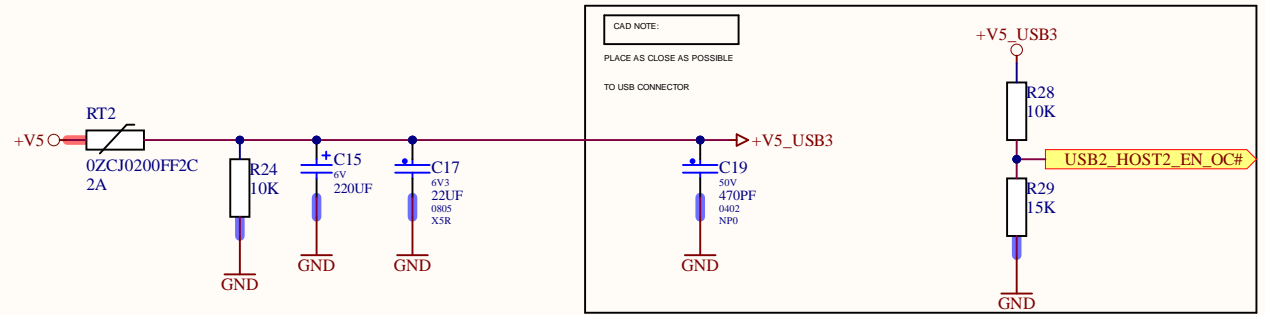 CAD NOTE:
PLACE AS CLOSE AS POSSIBLE
TO USB CONNECTOR
+V5_USB3
R28
10K
RT2
+V5
0ZCJ0200FF2C
2A
+V5_USB3
R24
10K
C15
6V
220UF
C17
6V3
22UF
0805
X5R
C19
50V
470PF
0402
NP0
USB2_HOST2_EN_OC#
R29
15K
GND
GND
GND
GND
GND